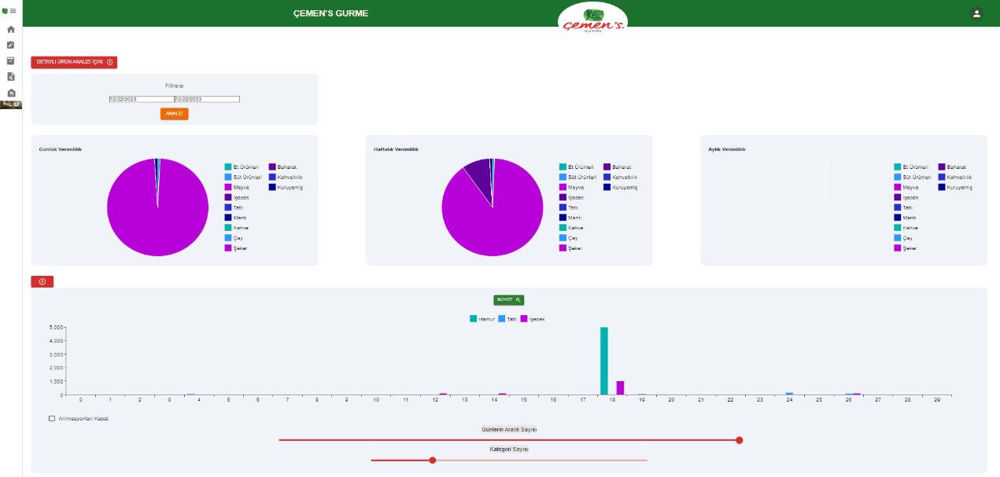 ÇEMEN'S GURME
çemen's
GURME
DETAYLI ÜRÜN ANALİZİ İÇİN:
Filtrele:
12/22/2023
12/22/2023
ANALİZ
Günlük Verimlilik
Et Ürünleri
Süt Ürünleri
Meyve
İçecek
Tatlı
Mantı
Kahve
Çay
Şeker
Baharat
Kahvaltılık
Kuruyemiş
Haftalık Verimlilik
Et Ürünleri
Süt Ürünleri
Meyve
İçecek
Tatlı
Mantı
Kahve
Çay
Şeker
Baharat
Kahvaltılık
Kuruyemiş
Aylık Verimlilik
Et Ürünleri
Süt Ürünleri
Meyve
İçecek
Tatlı
Mantı
Kahve
Çay
Şeker
Baharat
Kahvaltılık
Kuruyemiş
BÜYÜT
Hamur Tatlı İçecek
5,000
4,000
3,000
2,000
1,000
0
0 1 2 3 4 5 6 7 8 9 10 11 12 13 14 15 16 17 18 19 20 21 22 23 24 25 26 27 28 29
Animasyonları Kapat
Günlerin Aralık Sayısı
Kategori Sayısı